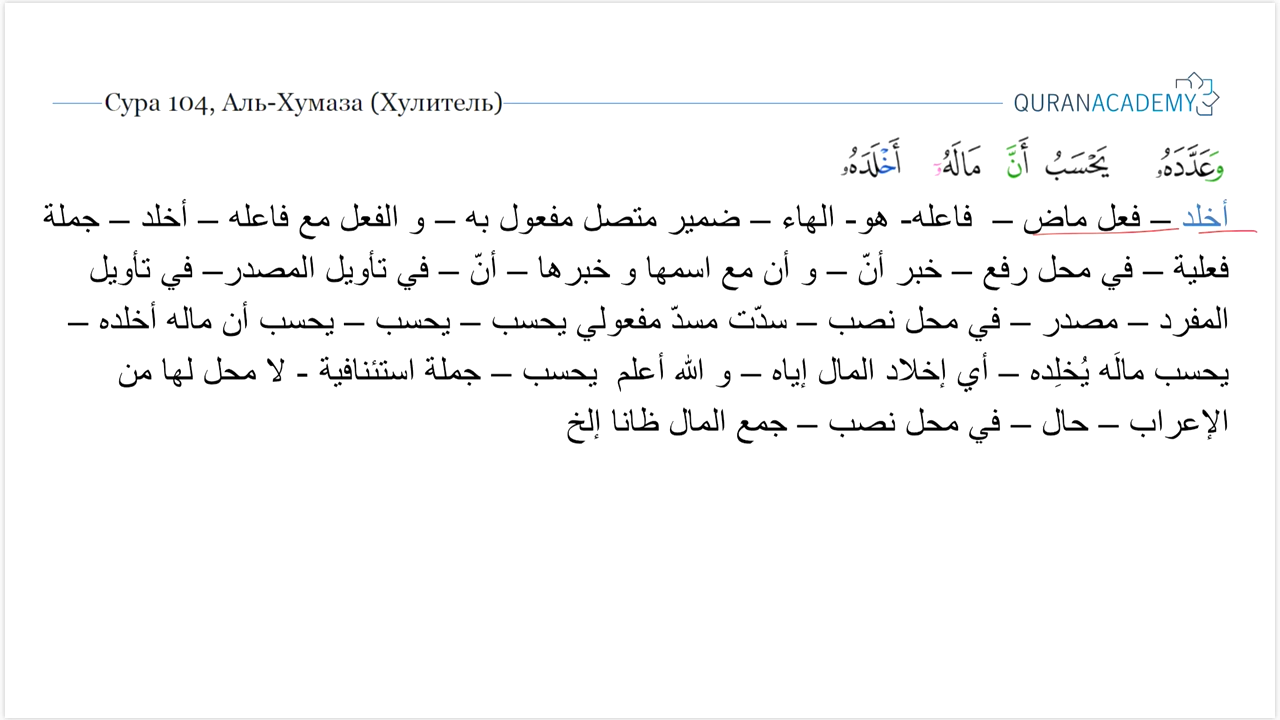 Сура 104, Аль-Хумаза (Хулитель)
QURANACADEMY
وَعَدَّدَهُۥ يَحْسَبُ أَنَّ مَالَهُۥٓ أَخْلَدَهُۥ
أخلد – فعل ماض – فاعله- هو- الهاء – ضمير متصل مفعول به – و الفعل مع فاعله – أخلد – جملة
فعلية – في محل رفع – خبر أنّ – و أن مع اسمها و خبرها – أنّ – في تأويل المصدر– في تأويل
المفرد – مصدر – في محل نصب – سدّت مسدّ مفعولي يحسب – يحسب – يحسب أن ماله أخلده –
يحسب مالَه يُخلِده – أي إخلاد المال إياه – و الله أعلم يحسب – جملة استئنافية - لا محل لها من
الإعراب – حال – في محل نصب – جمع المال ظانا إلخ